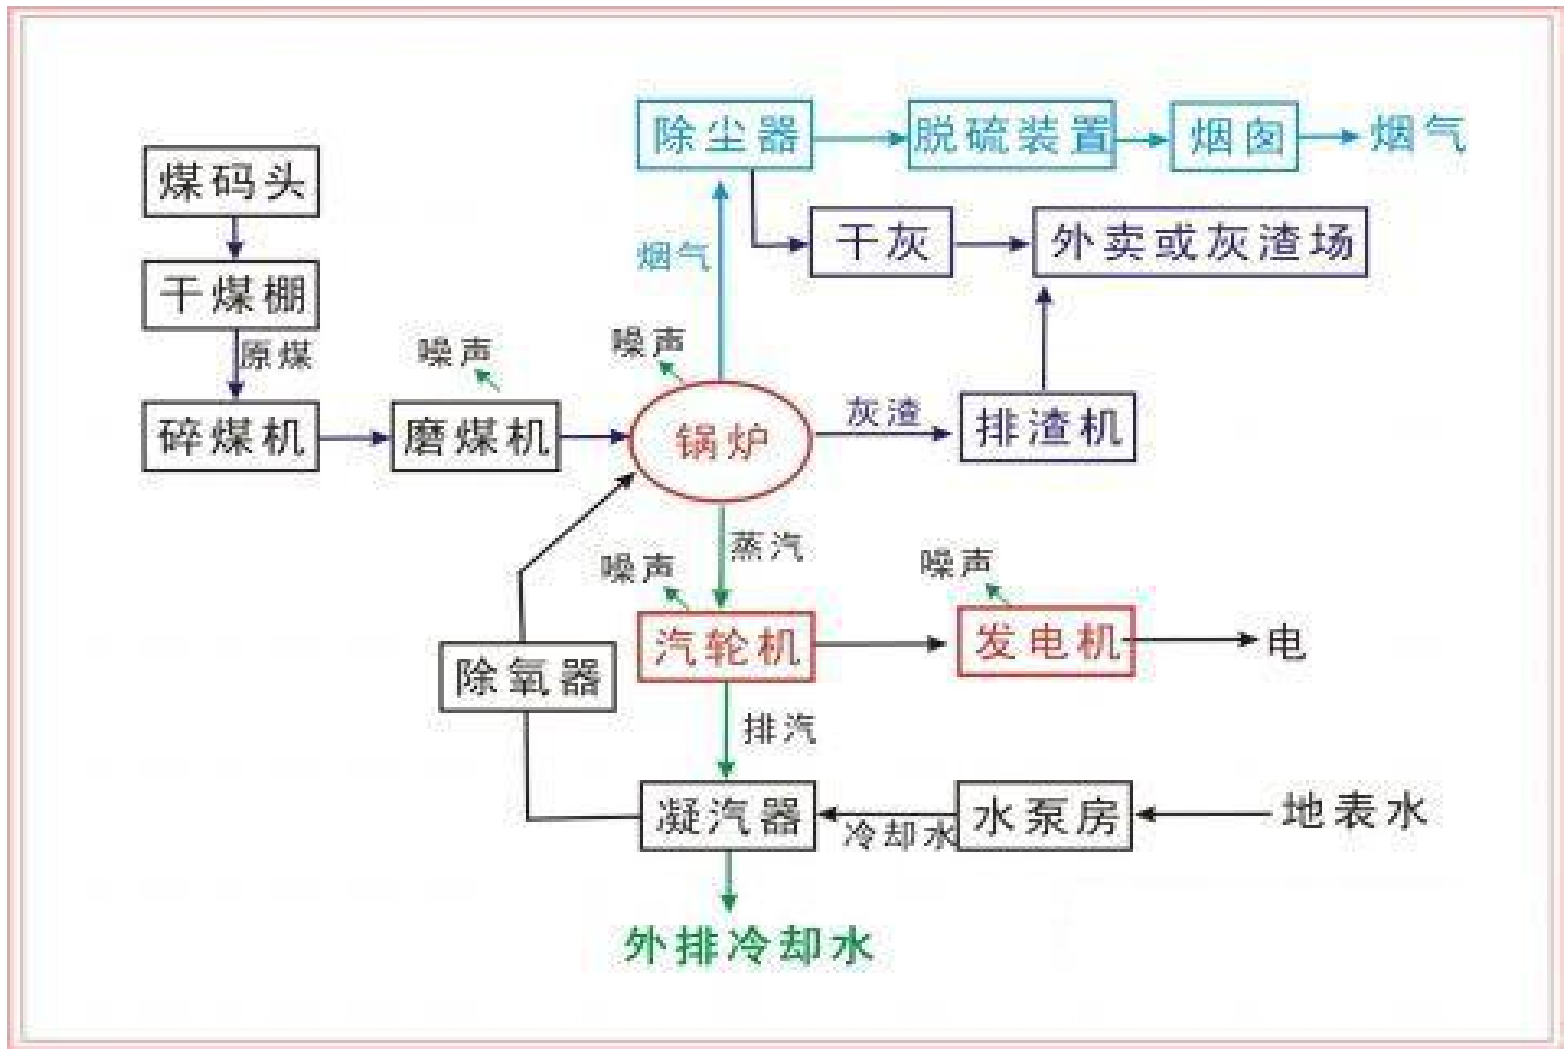 除尘器
脱硫装置
烟囱
烟气
煤码头
干灰
外卖或灰渣场
烟气
干煤棚
原煤
噪声
噪声
碎煤机
磨煤机
锅炉
灰渣
排渣机
蒸汽
噪声
噪声
汽轮机
发电机
电
除氧器
排汽
凝汽器
冷却水
水泵房
地表水
外排冷却水